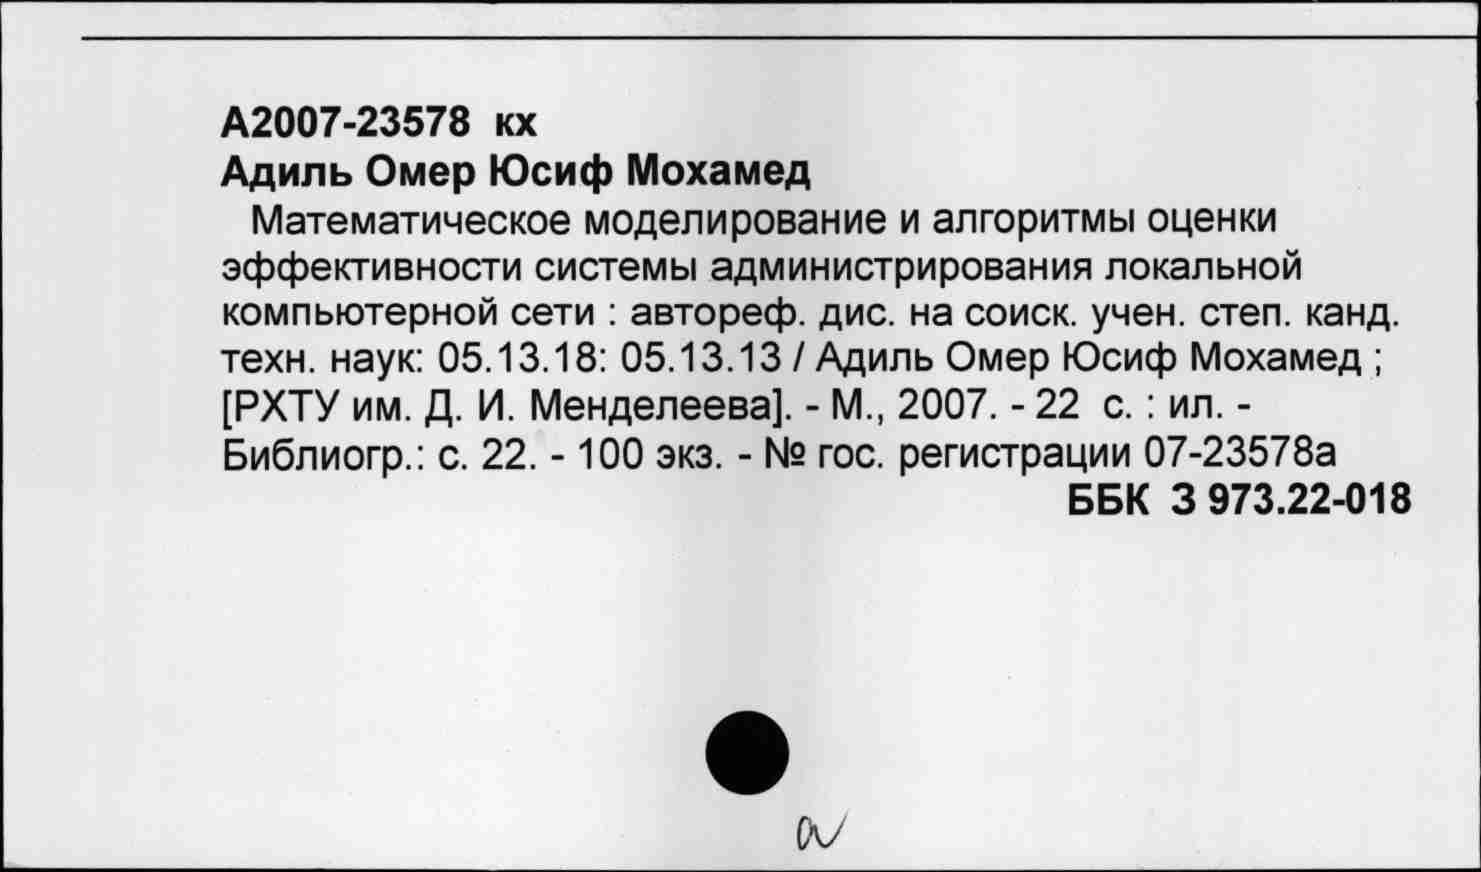 А2007-23578 кх
Адиль Омер Юсиф Мохамед
Математическое моделирование и алгоритмы оценки
эффективности системы администрирования локальной
компьютерной сети : автореф. дис. на соиск. учен. степ. канд.
техн. наук: 05.13.18: 05.13.13 / Адиль Омер Юсиф Мохамед ;
[РХТУ им. Д. И. Менделеева]. - М., 2007. - 22 с. : ил. -
Библиогр.: с. 22. - 100 экз. - № гос. регистрации 07-23578а
ББК З 973.22-018